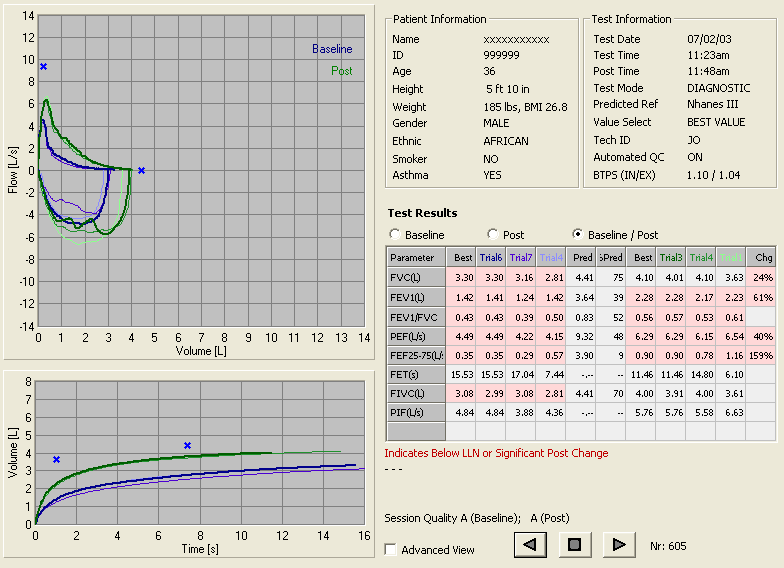 14
12
10
8
6
4
2
0
-2
-4
-6
-8
-10
-12
-14
Flow [L/s]
Baseline
Post
0 1 2 3 4 5 6 7 8 9 10 11 12 13 14
Volume [L]
8
7
6
5
4
3
2
1
0
Volume [L]
0 2 4 6 8 10 12 14 16
Time [s]
Patient Information
Name xxxxxxxxxxx
ID 999999
Age 36
Height 5 ft 10 in
Weight 185 lbs, BMI 26.8
Gender MALE
Ethnic AFRICAN
Smoker NO
Asthma YES
Test Information
Test Date 07/02/03
Test Time 11:23am
Post Time 11:48am
Test Mode DIAGNOSTIC
Predicted Ref Nhanes III
Value Select BEST VALUE
Tech ID JO
Automated QC ON
BTPS (IN/EX) 1.10 / 1.04
Test Results
Baseline Post Baseline / Post
Parameter Best Trial6 Trial7 Trial4 Pred %Pred Best Trial3 Trial4 Chg
FVC(L) 3.30 3.30 3.16 2.81 4.41 75 4.10 4.01 4.10 3.63 24%
FEV1(L) 1.42 1.41 1.24 1.42 3.64 39 2.28 2.28 2.17 2.23 61%
FEV1/FVC 0.43 0.43 0.39 0.50 0.83 52 0.56 0.57 0.53 0.61
PEF(L/s) 4.49 4.49 4.22 4.15 9.32 48 6.29 6.29 6.15 6.54 40%
FEF25-75(L/ 0.35 0.35 0.29 0.57 3.90 9 0.90 0.90 0.78 1.16 159%
FET(s) 15.53 15.53 17.04 7.44 -.-- -- 11.46 11.46 14.80 6.10
FIVC(L) 3.08 2.99 3.08 2.81 4.41 70 4.00 3.91 4.00 3.61
PIF(L/s) 4.84 4.84 3.88 4.36 -.-- -- 5.76 5.76 5.58 6.63
Indicates Below LLN or Significant Post Change
- - -
Session Quality A (Baseline); A (Post)
Advanced View
Nr: 605